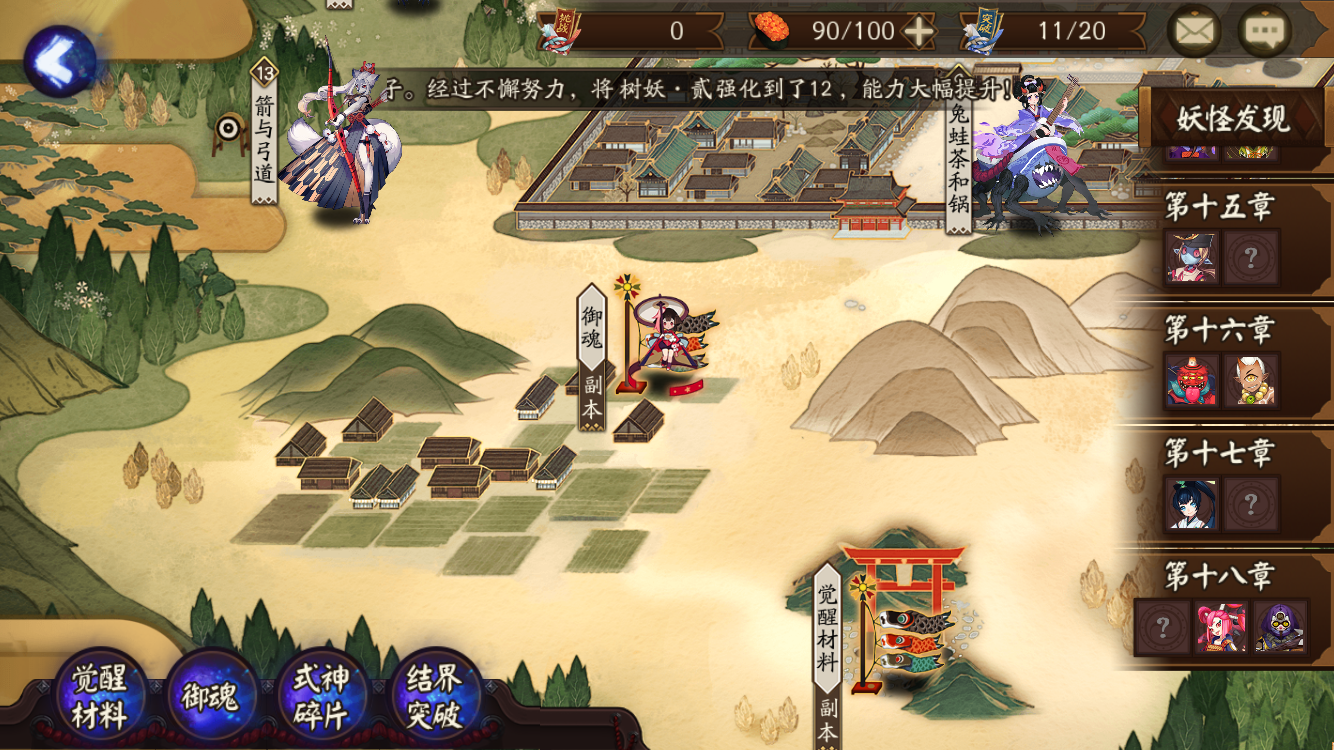 挑战
0
90/100
突破
11/20
子。经过不懈努力，将树妖·贰强化到了12，能力大幅提升！
13
箭与弓道
兔蛙茶和锅
妖怪发现
第十五章
?
第十六章
御魂
副本
第十七章
?
第十八章
?
觉醒材料
副本
觉醒
材料
御魂
式神
碎片
结界
突破